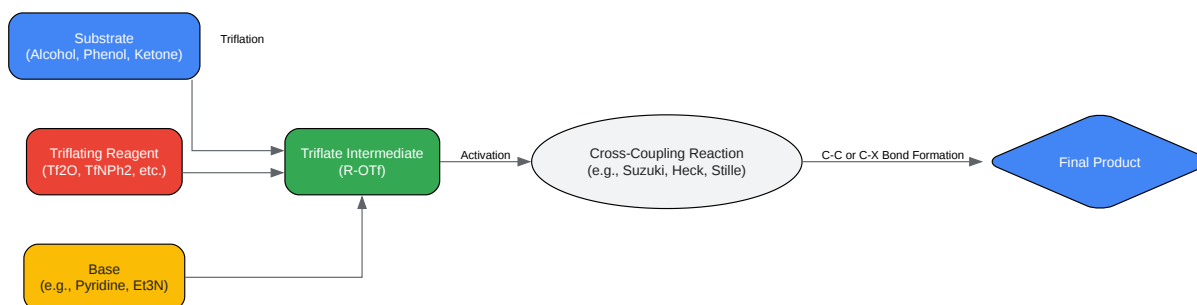 Substrate
(Alcohol, Phenol, Ketone)
Triflation
Triflating Reagent
(Tf2O, TfNPh2, etc.)
Triflate Intermediate
(R-OTf)
Activation
Cross-Coupling Reaction
(e.g., Suzuki, Heck, Stille)
C-C or C-X Bond Formation
Final Product
Base
(e.g., Pyridine, Et3N)